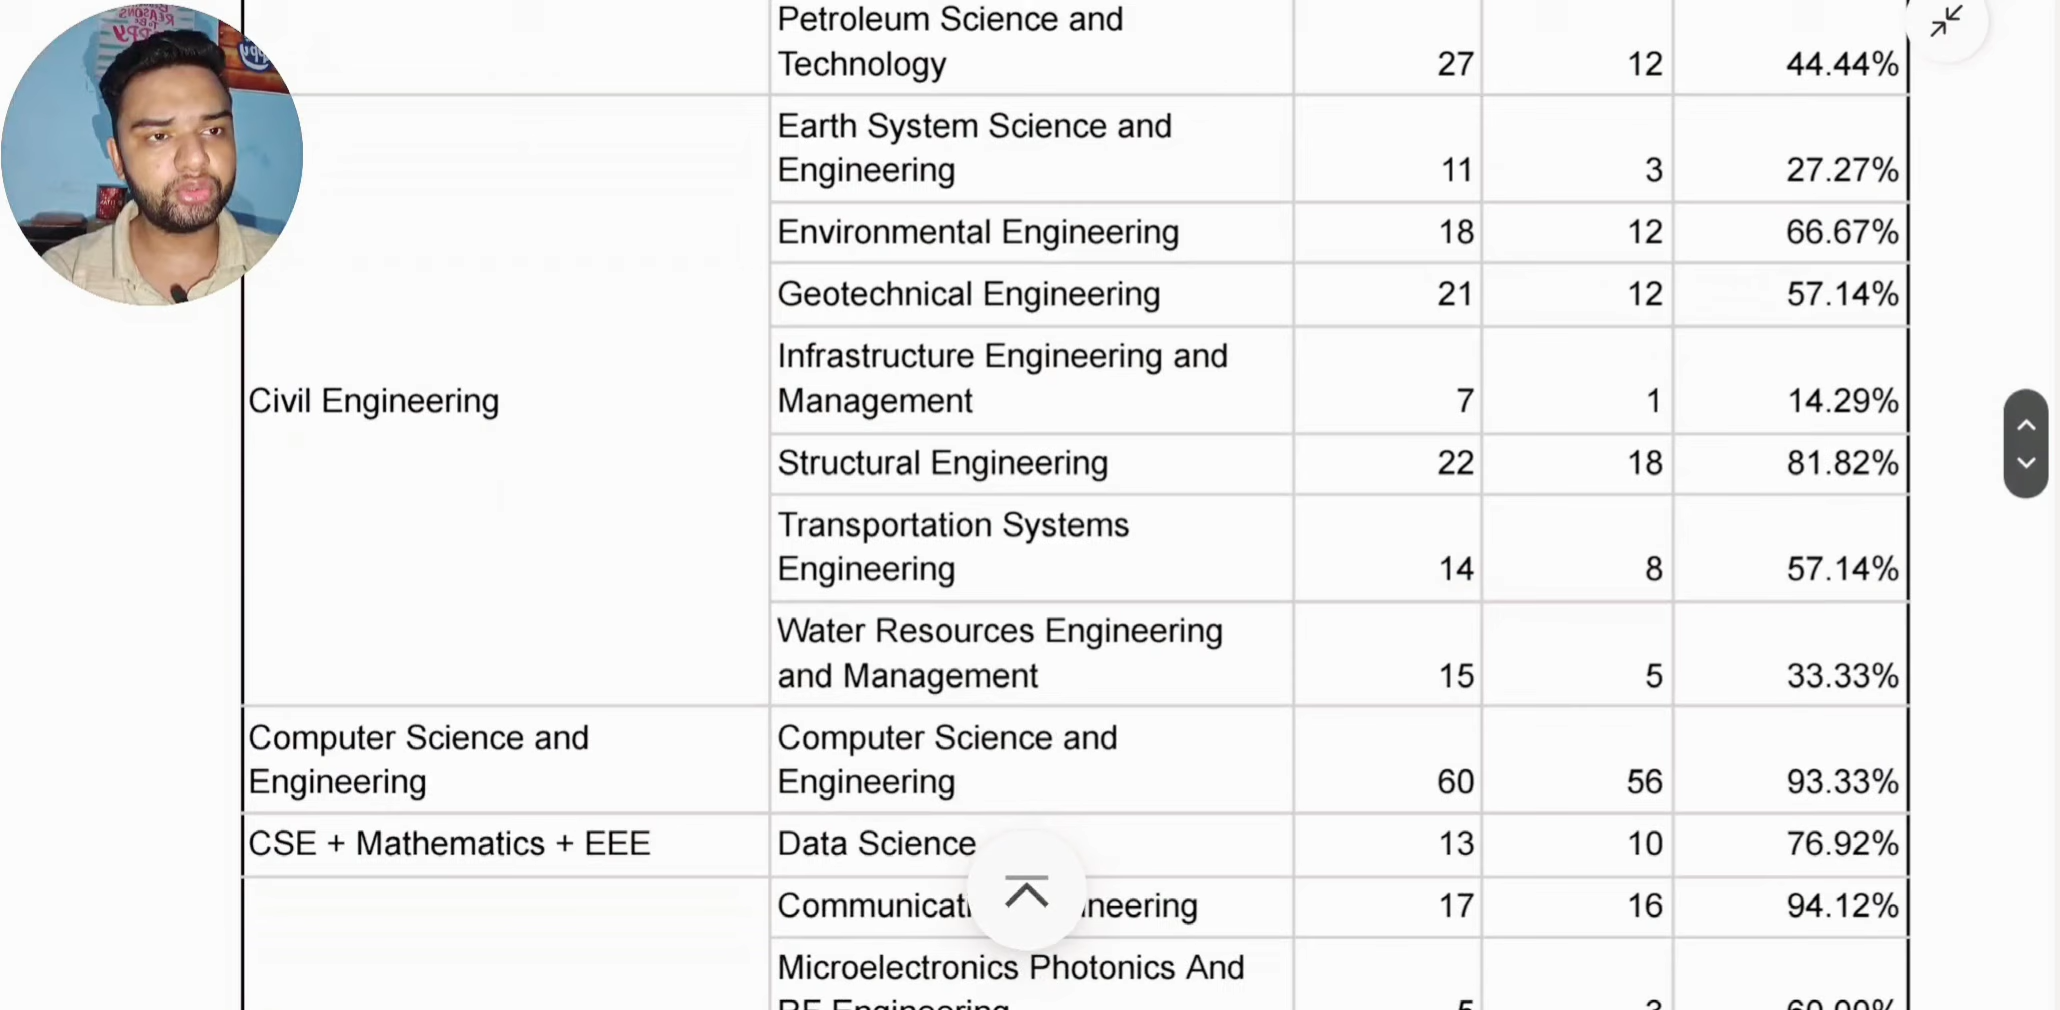 Petroleum Science and
Technology 27 12 44.44%
Earth System Science and
Engineering 11 3 27.27%
Environmental Engineering 18 12 66.67%
Geotechnical Engineering 21 12 57.14%
Infrastructure Engineering and
Civil Engineering Management 7 1 14.29%
Structural Engineering 22 18 81.82%
Transportation Systems
Engineering 14 8 57.14%
Water Resources Engineering
and Management 15 5 33.33%
Computer Science and Computer Science and
Engineering Engineering 60 56 93.33%
CSE + Mathematics + EEE Data Science 13 10 76.92%
17 16 94.12%
Microelectronics Photonics And